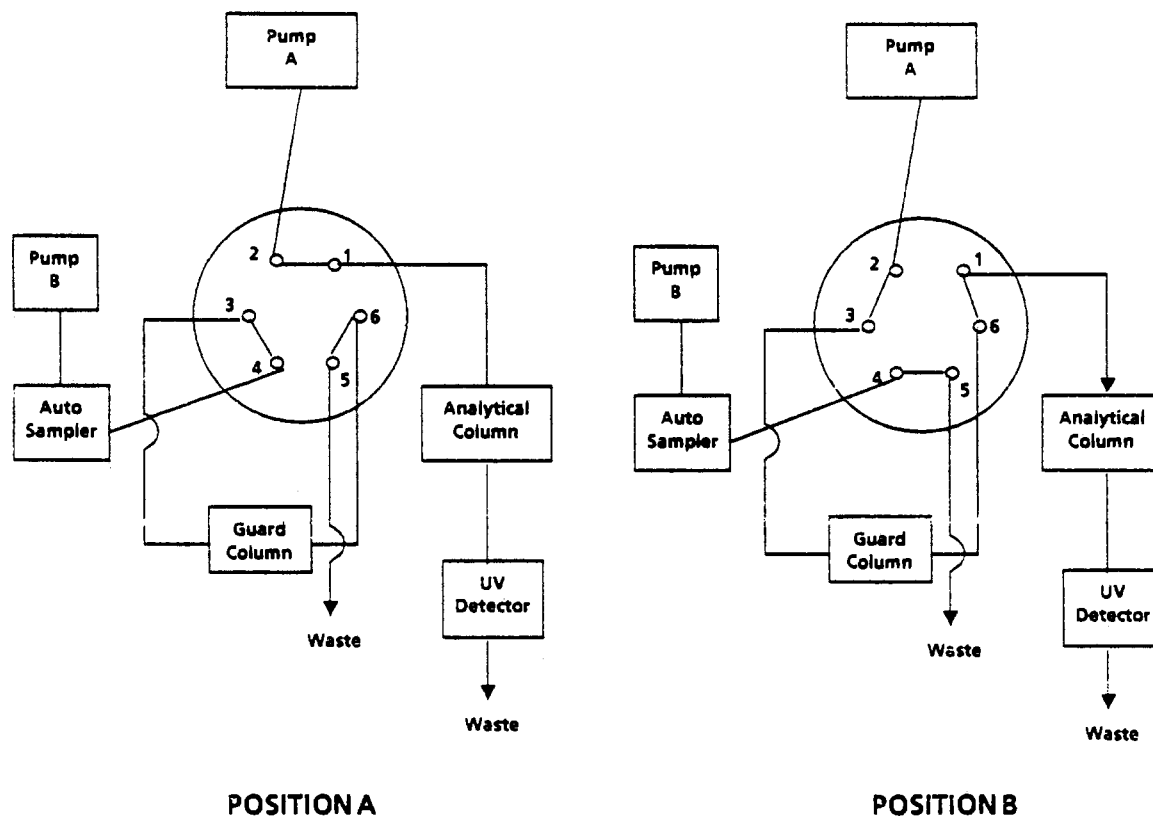 Pump
A
2
1
Pump
B
3
6
4
5
Auto
Sampler
Analytical
Column
Guard
Column
UV
Detector
Waste
Waste
POSITION A
Pump
A
2
1
Pump
B
3
6
4
5
Auto
Sampler
Analytical
Column
Guard
Column
UV
Detector
Waste
Waste
POSITION B